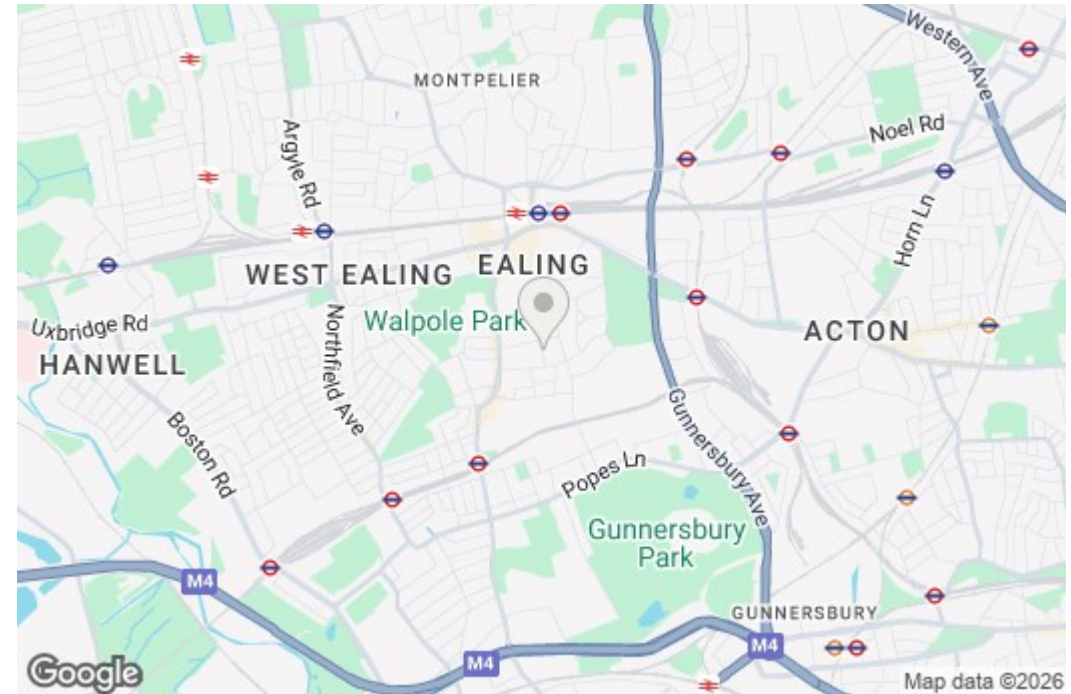 Western Ave
MONTPELIER
Noel Rd
Argyle Rd
Horn Ln
EALING
WEST EALING
Walpole Park
Uxbridge Rd
ACTON
HANWELL
Northfield Ave
Boston Rd
Gunnersbury Ave
Popes Ln
Gunnersbury
Park
M4
GUNNERSBURY
M4
M4
Google
Map data ©2026